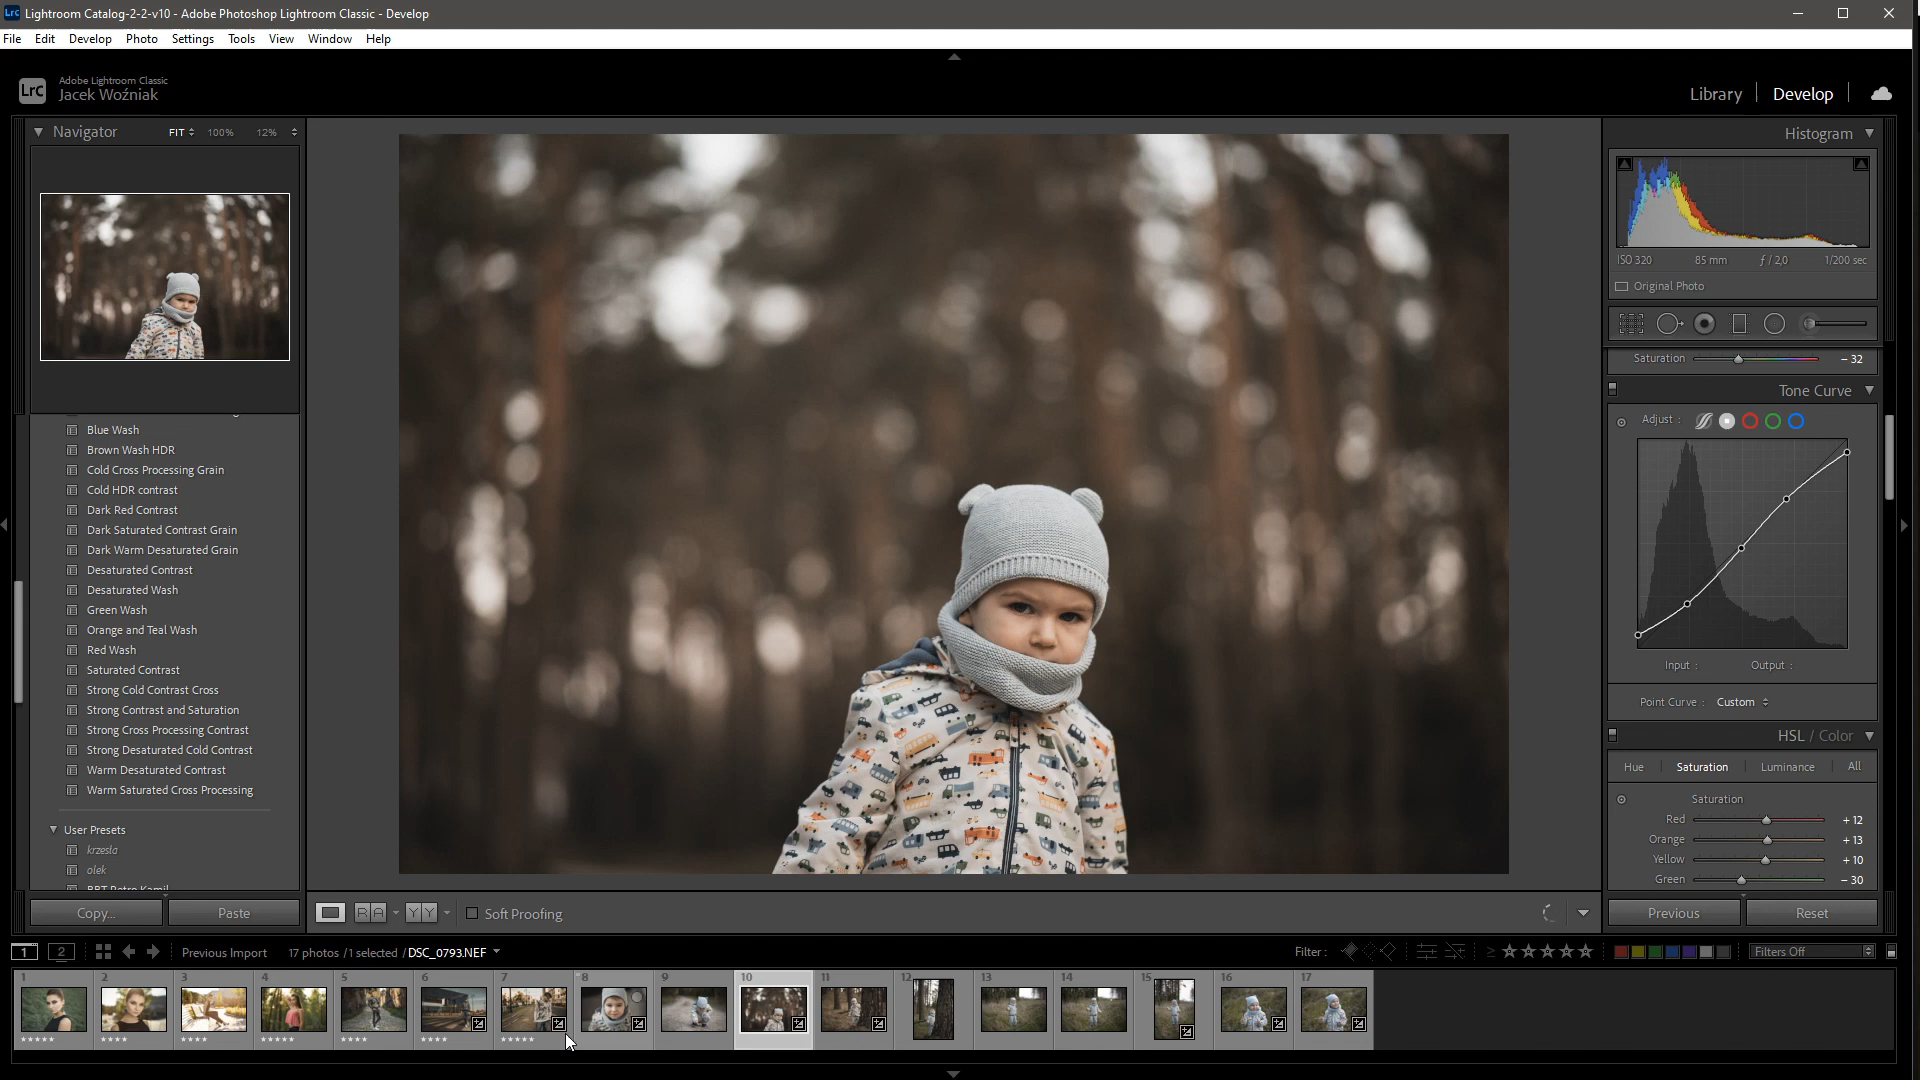 Lrc Lightroom Catalog-2-2-v10 - Adobe Photoshop Lightroom Classic - Develop
File Edit Develop Photo Settings Tools View Window Help
LrC Adobe Lightroom Classic
Jacek Woźniak
Library Develop
Navigator FIT 100% 12%
Histogram
ISO 320 85 mm ƒ / 2,0 1/200 sec
Original Photo
Saturation − 32
Tone Curve
Adjust :
Input : Output :
Point Curve : Custom
HSL / Color
Hue Saturation Luminance All
Saturation
Red + 12
Orange + 13
Yellow + 10
Green − 30
Previous Reset
Blue Wash
Brown Wash HDR
Cold Cross Processing Grain
Cold HDR contrast
Dark Red Contrast
Dark Saturated Contrast Grain
Dark Warm Desaturated Grain
Desaturated Contrast
Desaturated Wash
Green Wash
Orange and Teal Wash
Red Wash
Saturated Contrast
Strong Cold Contrast Cross
Strong Contrast and Saturation
Strong Cross Processing Contrast
Strong Desaturated Cold Contrast
Warm Desaturated Contrast
Warm Saturated Cross Processing
User Presets
krzesla
olek
Copy... Paste
RA YY Soft Proofing
1 2 Previous Import 17 photos /1 selected /DSC_0793.NEF
Filter : Filters Off
1 2 3 4 5 6 7 8 9 10 11 12 13 14 15 16 17